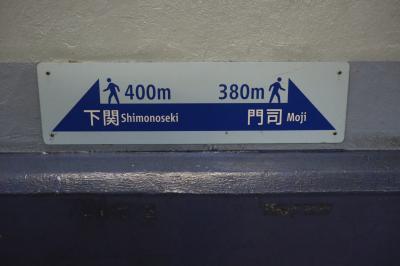 400m 380m
下関 Shimonoseki 門司 Moji